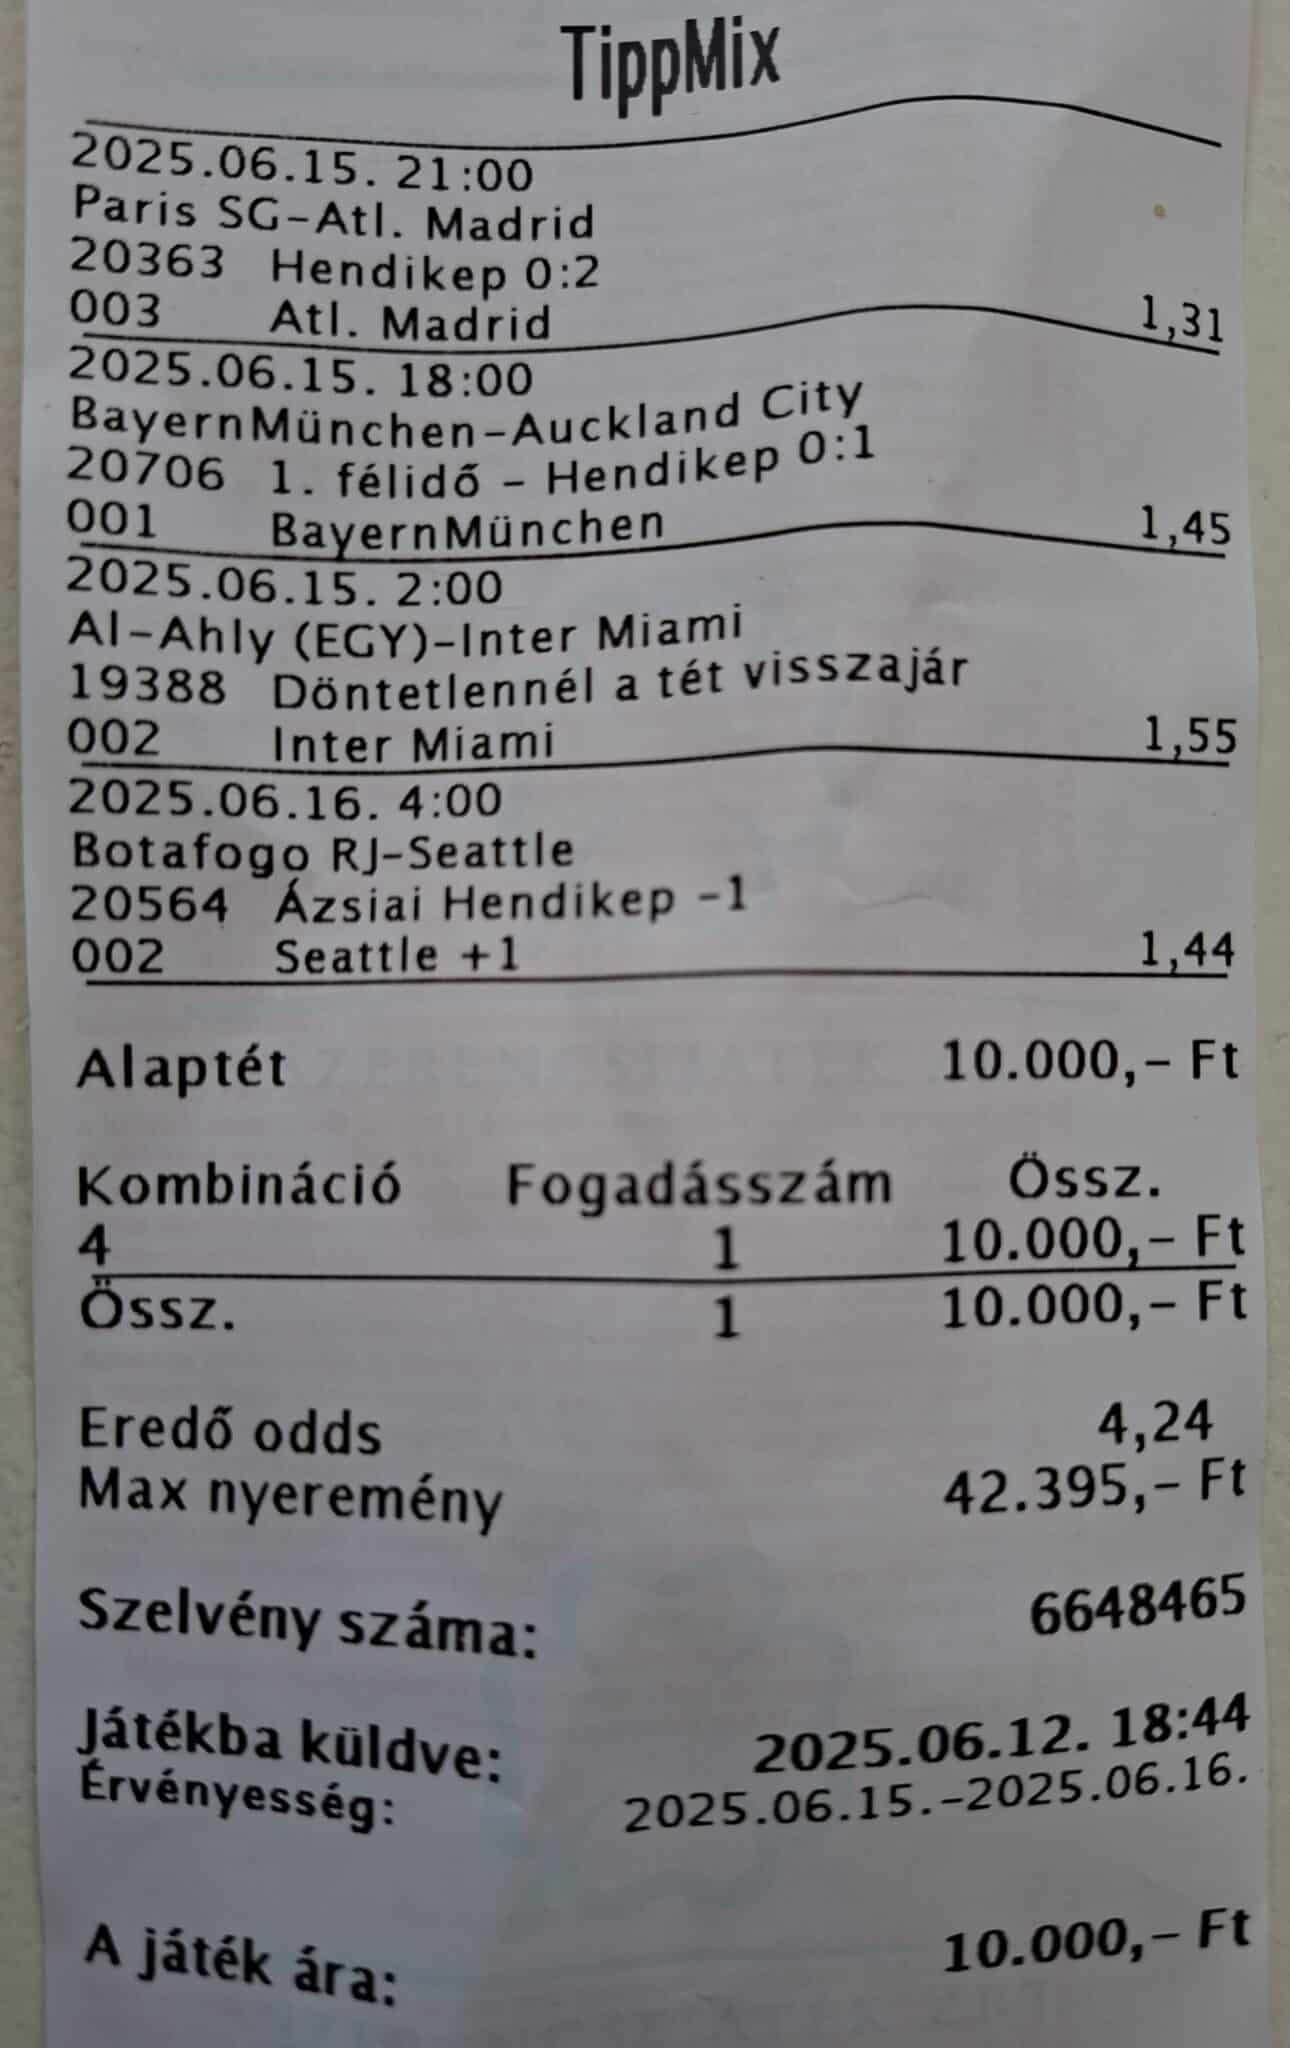 TippMix
2025.06.15. 21:00
Paris SG-Atl. Madrid
20363 Hendikep 0:2
003 Atl. Madrid 1,31
2025.06.15. 18:00
BayernMünchen-Auckland City
20706 1. félidő - Hendikep 0:1
001 BayernMünchen 1,45
2025.06.15. 2:00
Al-Ahly (EGY)-Inter Miami
19388 Döntetlennél a tét visszajár
002 Inter Miami 1,55
2025.06.16. 4:00
Botafogo RJ-Seattle
20564 Ázsiai Hendikep -1
002 Seattle +1 1,44
Alaptét 10.000,- Ft
Kombináció Fogadásszám Össz.
4 1 10.000,- Ft
Össz. 1 10.000,- Ft
Eredő odds 4,24
Max nyeremény 42.395,- Ft
Szelvény száma: 6648465
Játékba küldve: 2025.06.12. 18:44
Érvényesség: 2025.06.15.-2025.06.16.
A játék ára: 10.000,- Ft